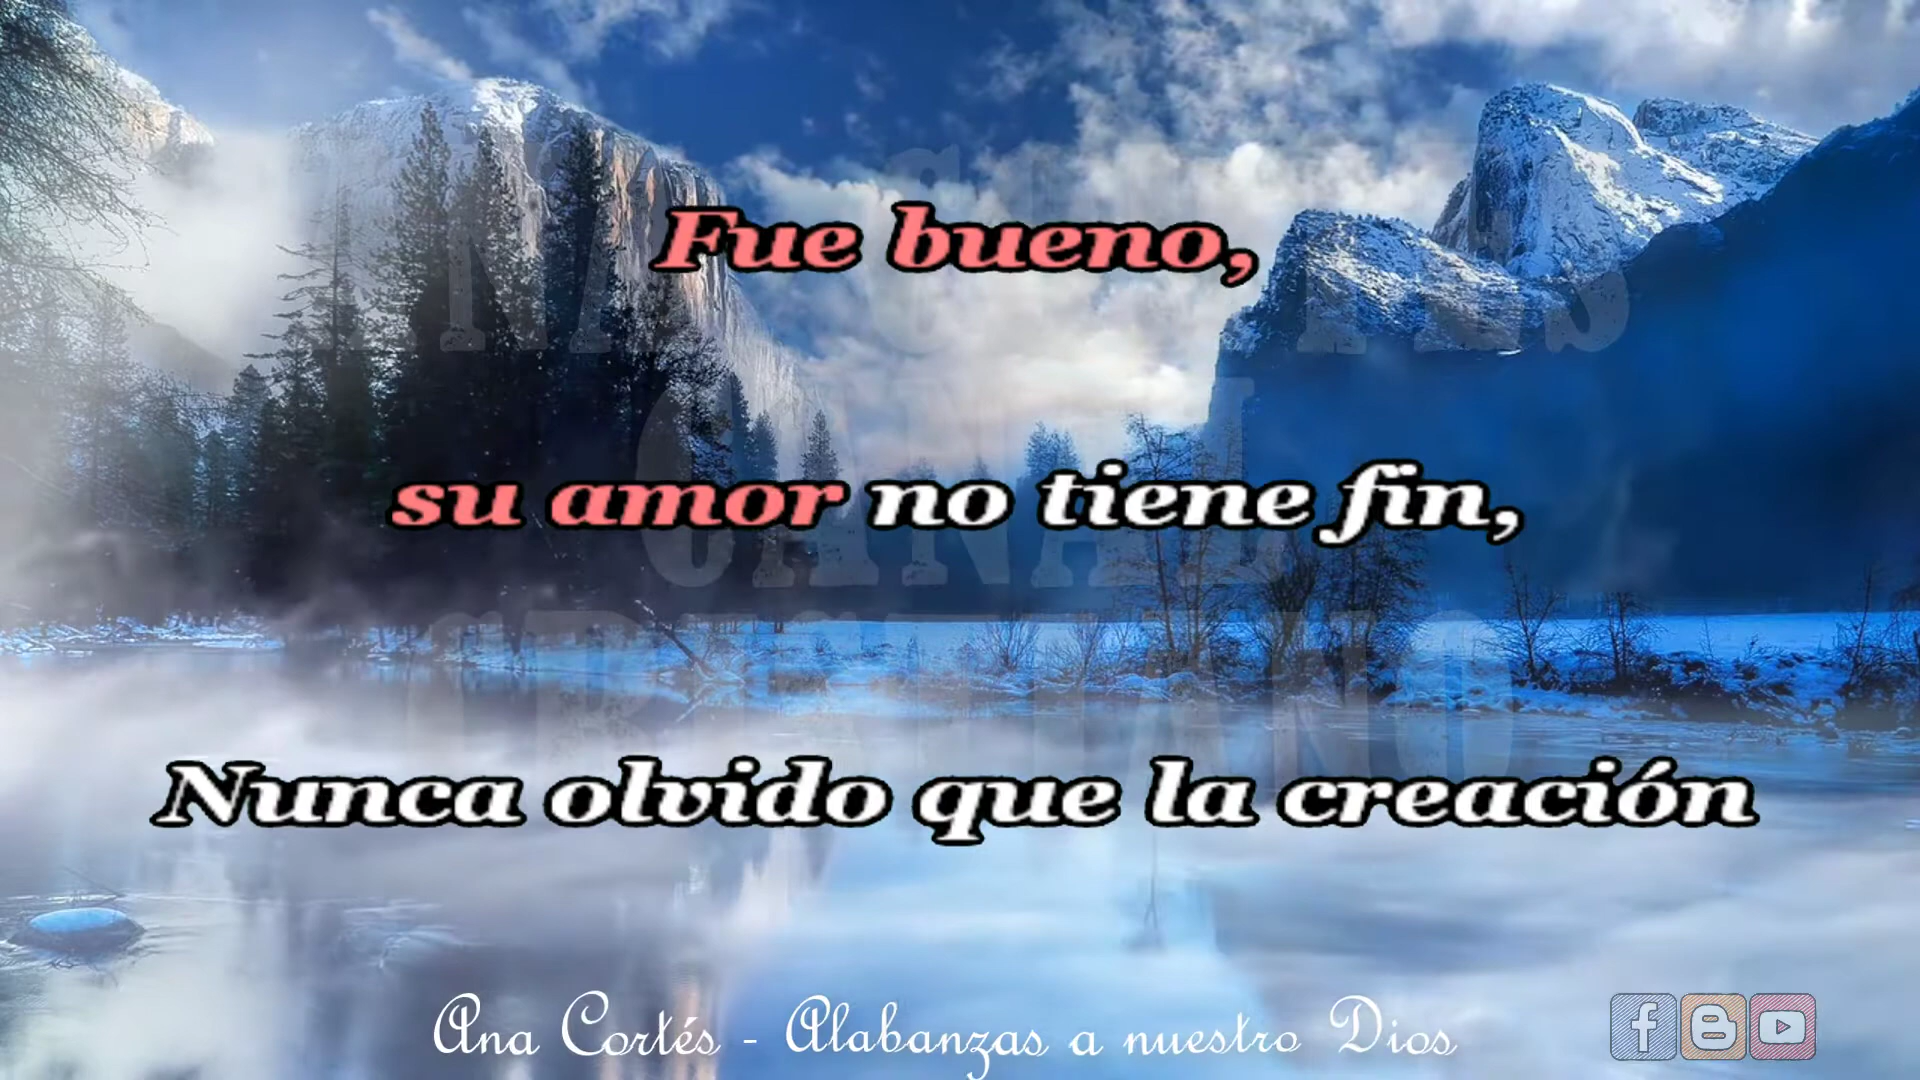 Fue bueno,
su amor no tiene fin,
Nunca olvido que la creación
Ana Cortés - Alabanzas a nuestro Dios